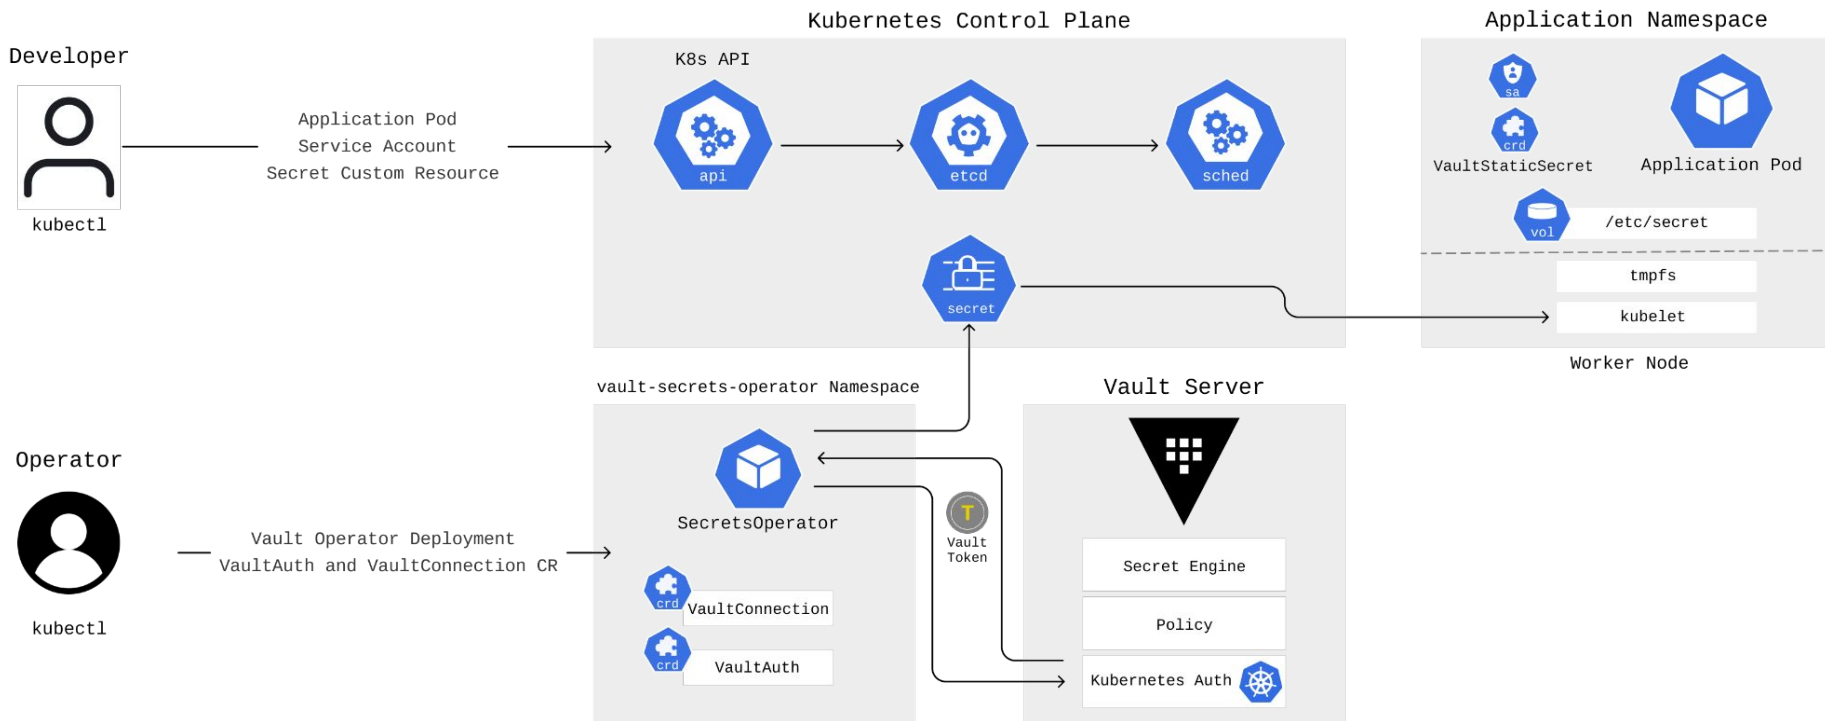 Kubernetes Control Plane
Application Namespace
Developer
K8s API
sa
Application Pod
Service Account
Secret Custom Resource
api
etcd
sched
crd
VaultStaticSecret
Application Pod
kubectl
vol
/etc/secret
tmpfs
secret
kubelet
Worker Node
vault-secrets-operator Namespace
Vault Server
Operator
SecretsOperator
T
Vault
Token
Vault Operator Deployment
VaultAuth and VaultConnection CR
Secret Engine
crd
VaultConnection
Policy
kubectl
crd
VaultAuth
Kubernetes Auth